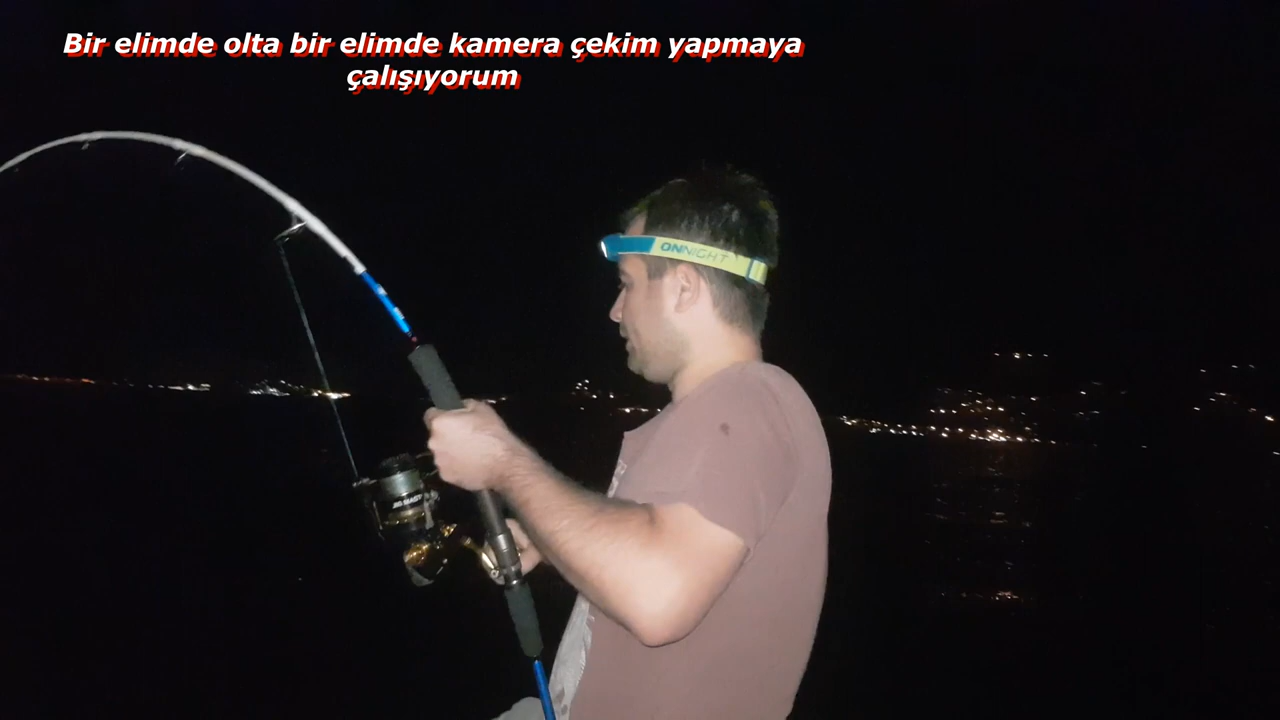 Bir elimde olta bir elimde kamera çekim yapmaya
çalışıyorum
ONNIGHT